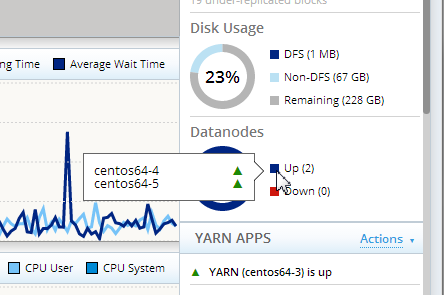 19 under-replicated blocks
Disk Usage
ng Time
Average Wait Time
23%
DFS (1 MB)
Non-DFS (67 GB)
Remaining (228 GB)
Datanodes
centos64-4
centos64-5
Up (2)
Down (0)
YARN APPS
Actions
CPU User
CPU System
YARN (centos64-3) is up